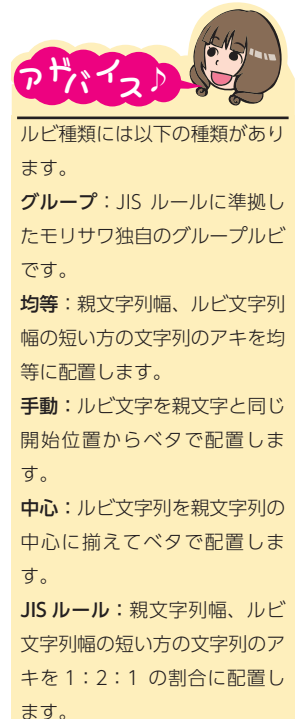 アドバイス♪
ルビ種類には以下の種類があり
ます。
グループ：JIS ルールに準拠し
たモリサワ独自のグループルビ
です。
均等：親文字列幅、ルビ文字列
幅の短い方の文字列のアキを均
等に配置します。
手動：ルビ文字を親文字と同じ
開始位置からベタで配置しま
す。
中心：ルビ文字列を親文字列の
中心に揃えてベタで配置しま
す。
JIS ルール：親文字列幅、ルビ
文字列幅の短い方の文字列のア
キを 1：2：1 の割合に配置し
ます。